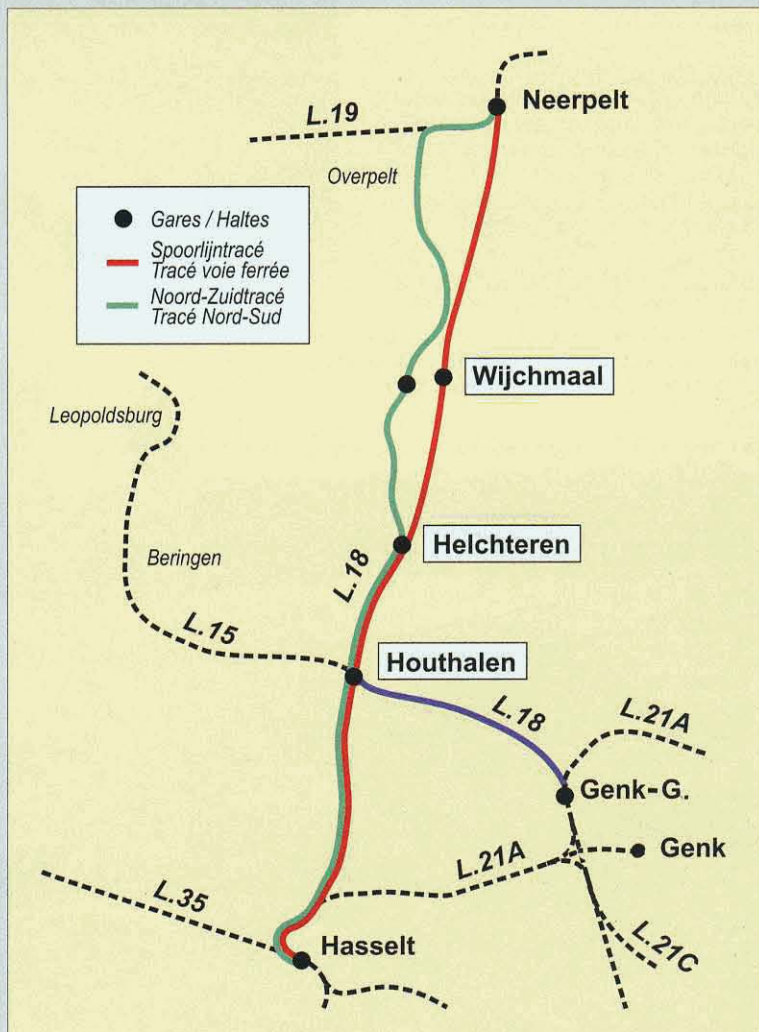 Neerpelt
L.19
Overpelt
Gares / Haltes
Spoorlijntracé
Tracé voie ferrée
Noord-Zuidtracé
Tracé Nord-Sud
Wijchmaal
Leopoldsburg
Helchteren
Beringen
L.18
L.15
Houthalen
L.18
L.21A
Genk-G.
Genk
L.21A
L.35
Hasselt
L.21C